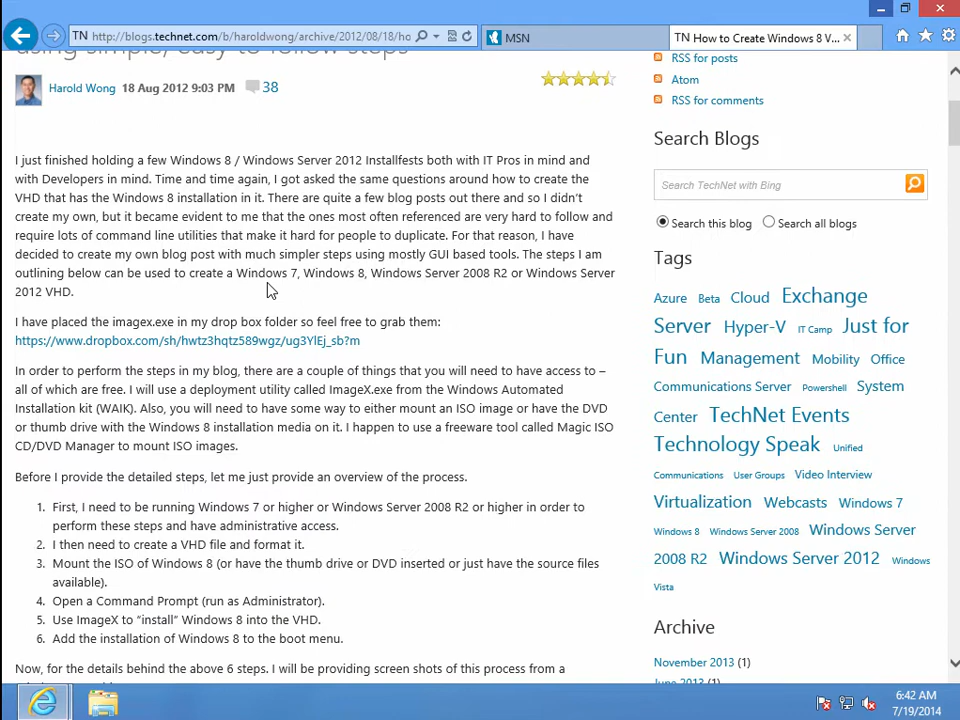 TN http://blogs.technet.com/b/haroldwong/archive/2012/08/18/ho
MSN
TN How to Create Windows 8 V...
using simple/easy to follow steps
Harold Wong 18 Aug 2012 9:03 PM 38
I just finished holding a few Windows 8 / Windows Server 2012 Installfests both with IT Pros in mind and
with Developers in mind. Time and time again, I got asked the same questions around how to create the
VHD that has the Windows 8 installation in it. There are quite a few blog posts out there and so I didn't
create my own, but it became evident to me that the ones most often referenced are very hard to follow and
require lots of command line utilities that make it hard for people to duplicate. For that reason, I have
decided to create my own blog post with much simpler steps using mostly GUI based tools. The steps I am
outlining below can be used to create a Windows 7, Windows 8, Windows Server 2008 R2 or Windows Server
2012 VHD.
I have placed the imagex.exe in my drop box folder so feel free to grab them:
https://www.dropbox.com/sh/hwtz3hqtz589wgz/ug3YlEj_sb?m
In order to perform the steps in my blog, there are a couple of things that you will need to have access to –
all of which are free. I will use a deployment utility called ImageX.exe from the Windows Automated
Installation kit (WAIK). Also, you will need to have some way to either mount an ISO image or have the DVD
or thumb drive with the Windows 8 installation media on it. I happen to use a freeware tool called Magic ISO
CD/DVD Manager to mount ISO images.
Before I provide the detailed steps, let me just provide an overview of the process.
1. First, I need to be running Windows 7 or higher or Windows Server 2008 R2 or higher in order to
perform these steps and have administrative access.
2. I then need to create a VHD file and format it.
3. Mount the ISO of Windows 8 (or have the thumb drive or DVD inserted or just have the source files
available).
4. Open a Command Prompt (run as Administrator).
5. Use ImageX to “install” Windows 8 into the VHD.
6. Add the installation of Windows 8 to the boot menu.
Now, for the details behind the above 6 steps. I will be providing screen shots of this process from a
RSS for posts
Atom
RSS for comments
Search Blogs
Search TechNet with Bing
Search this blog Search all blogs
Tags
Azure Beta Cloud Exchange
Server Hyper-V IT Camp Just for
Fun Management Mobility Office
Communications Server Powershell System
Center TechNet Events
Technology Speak Unified
Communications User Groups Video Interview
Virtualization Webcasts Windows 7
Windows 8 Windows Server 2008 Windows Server
2008 R2 Windows Server 2012 Windows
Vista
Archive
November 2013 (1)
June 2013 (1)
6:42 AM
7/19/2014